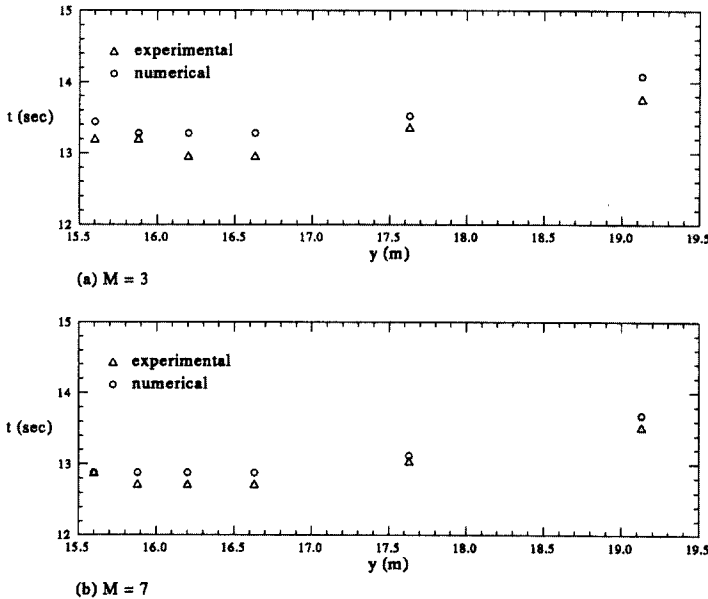 15
△ experimental
○ numerical
14
t (sec)
13
12
15.5 16.0 16.5 17.0 17.5 18.0 18.5 19.0 19.5
y (m)
(a) M = 3
15
△ experimental
○ numerical
14
t (sec)
13
12
15.5 16.0 16.5 17.0 17.5 18.0 18.5 19.0 19.5
y (m)
(b) M = 7